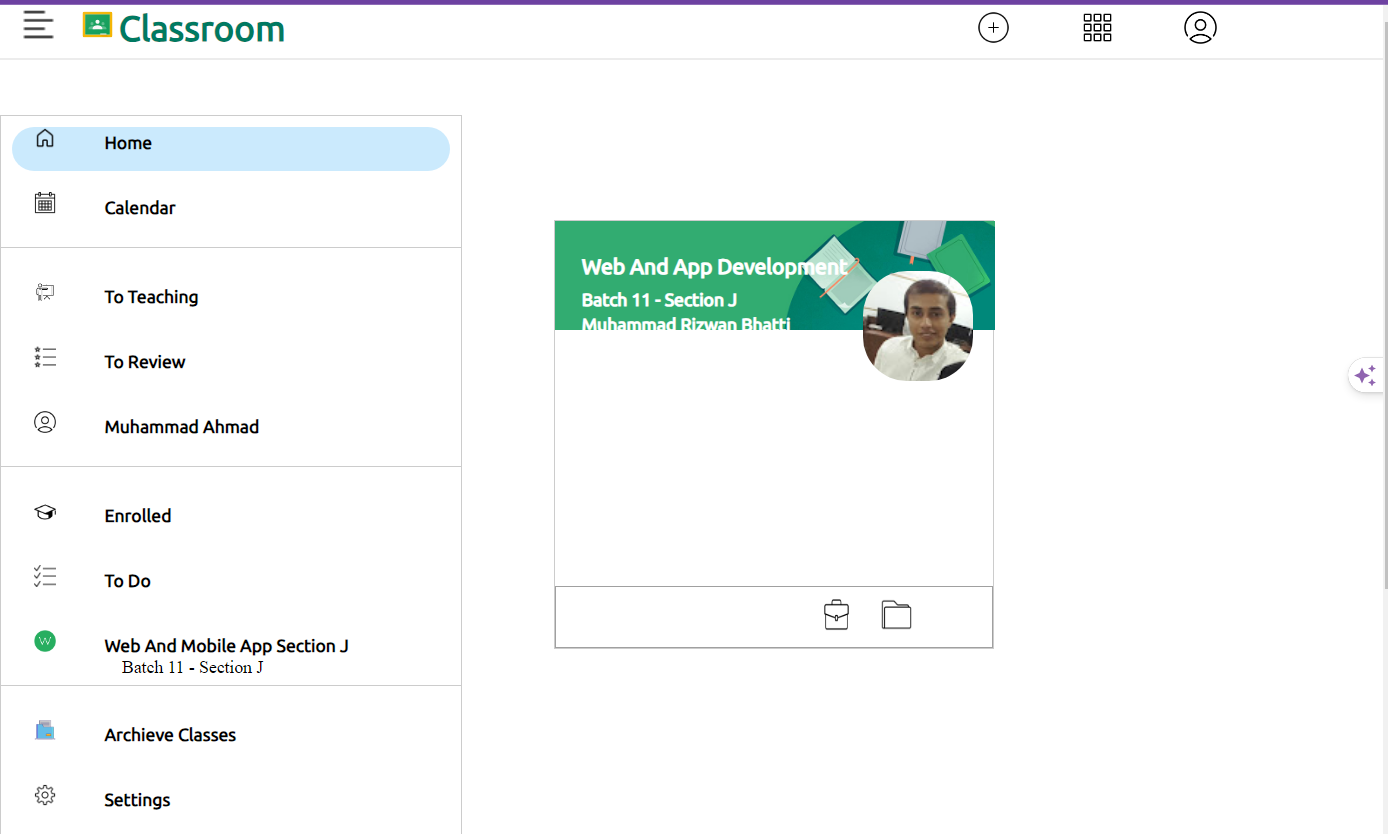 Classroom
Home
Calendar
To Teaching
To Review
Muhammad Ahmad
Enrolled
To Do
W
Web And Mobile App Section J
Batch 11 - Section J
Archieve Classes
Settings
Web And App Development
Batch 11 - Section J
Muhammad Rizwan Bhatti